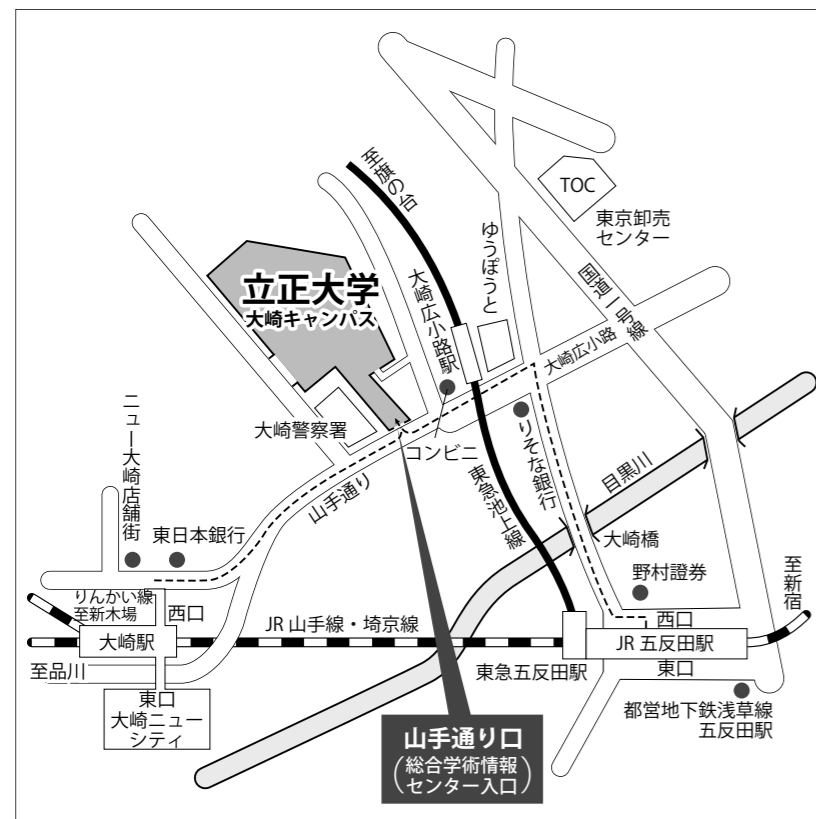 至旗の台
TOC
東京卸売
センター
ゆうぽうと
国道一号線
立正大学
大崎キャンパス
大崎広小路駅
大崎広小路
大崎警察署
コンビニ
りそな銀行
目黒川
山手通り
東急池上線
ニュー大崎店舗街
東日本銀行
大崎橋
野村證券
至新宿
りんかい線
至新木場
西口
JR 山手線・埼京線
西口
大崎駅
JR 五反田駅
至品川
東急五反田駅
東口
東口
大崎ニュー
シティ
都営地下鉄浅草線
五反田駅
山手通り口
(総合学術情報
センター入口)